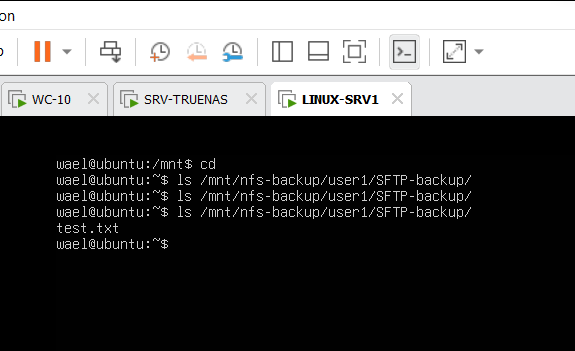 on
WC-10
SRV-TRUENAS
LINUX-SRV1
wael@ubuntu:/mnt$ cd
wael@ubuntu:~$ ls /mnt/nfs-backup/user1/SFTP-backup/
wael@ubuntu:~$ ls /mnt/nfs-backup/user1/SFTP-backup/
wael@ubuntu:~$ ls /mnt/nfs-backup/user1/SFTP-backup/
test.txt
wael@ubuntu:~$